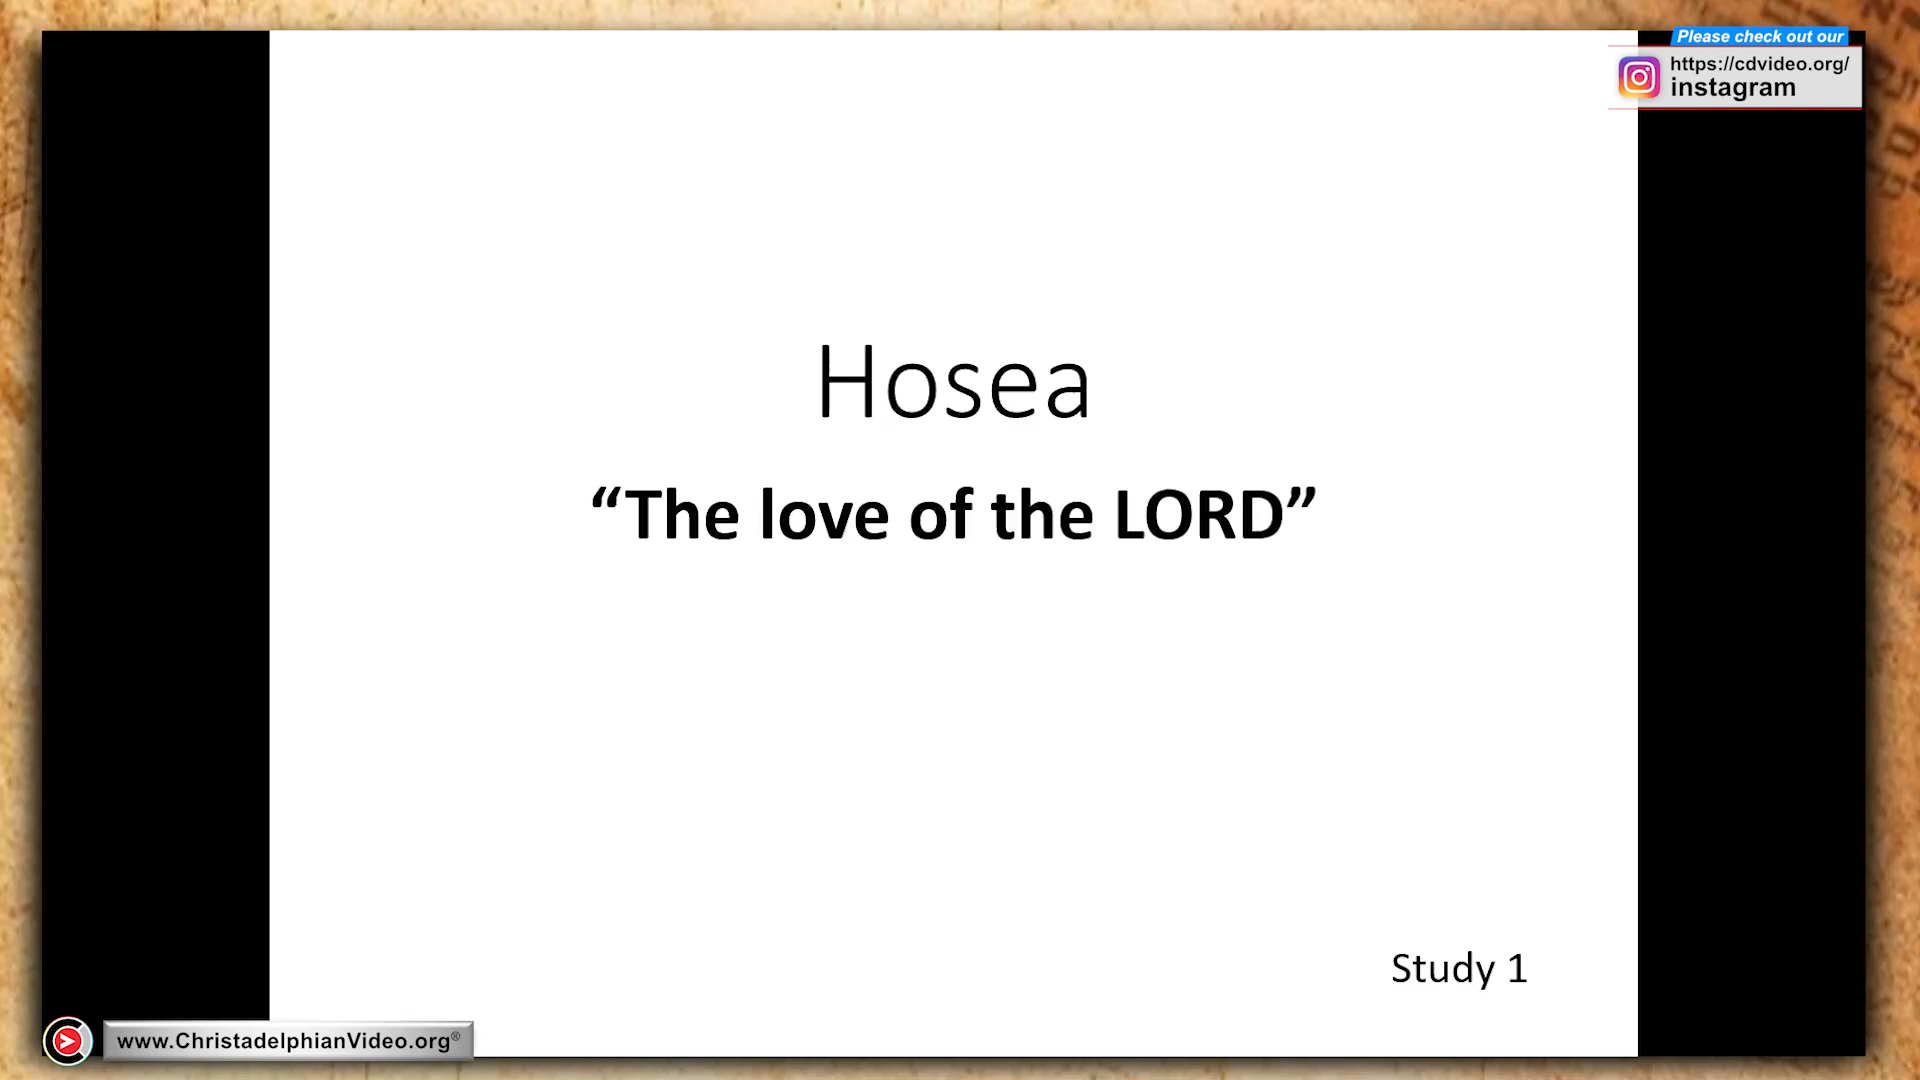 Please check out our
https://cdvideo.org/
instagram
Hosea
“The love of the LORD”
Study 1
www.ChristadelphianVideo.org®